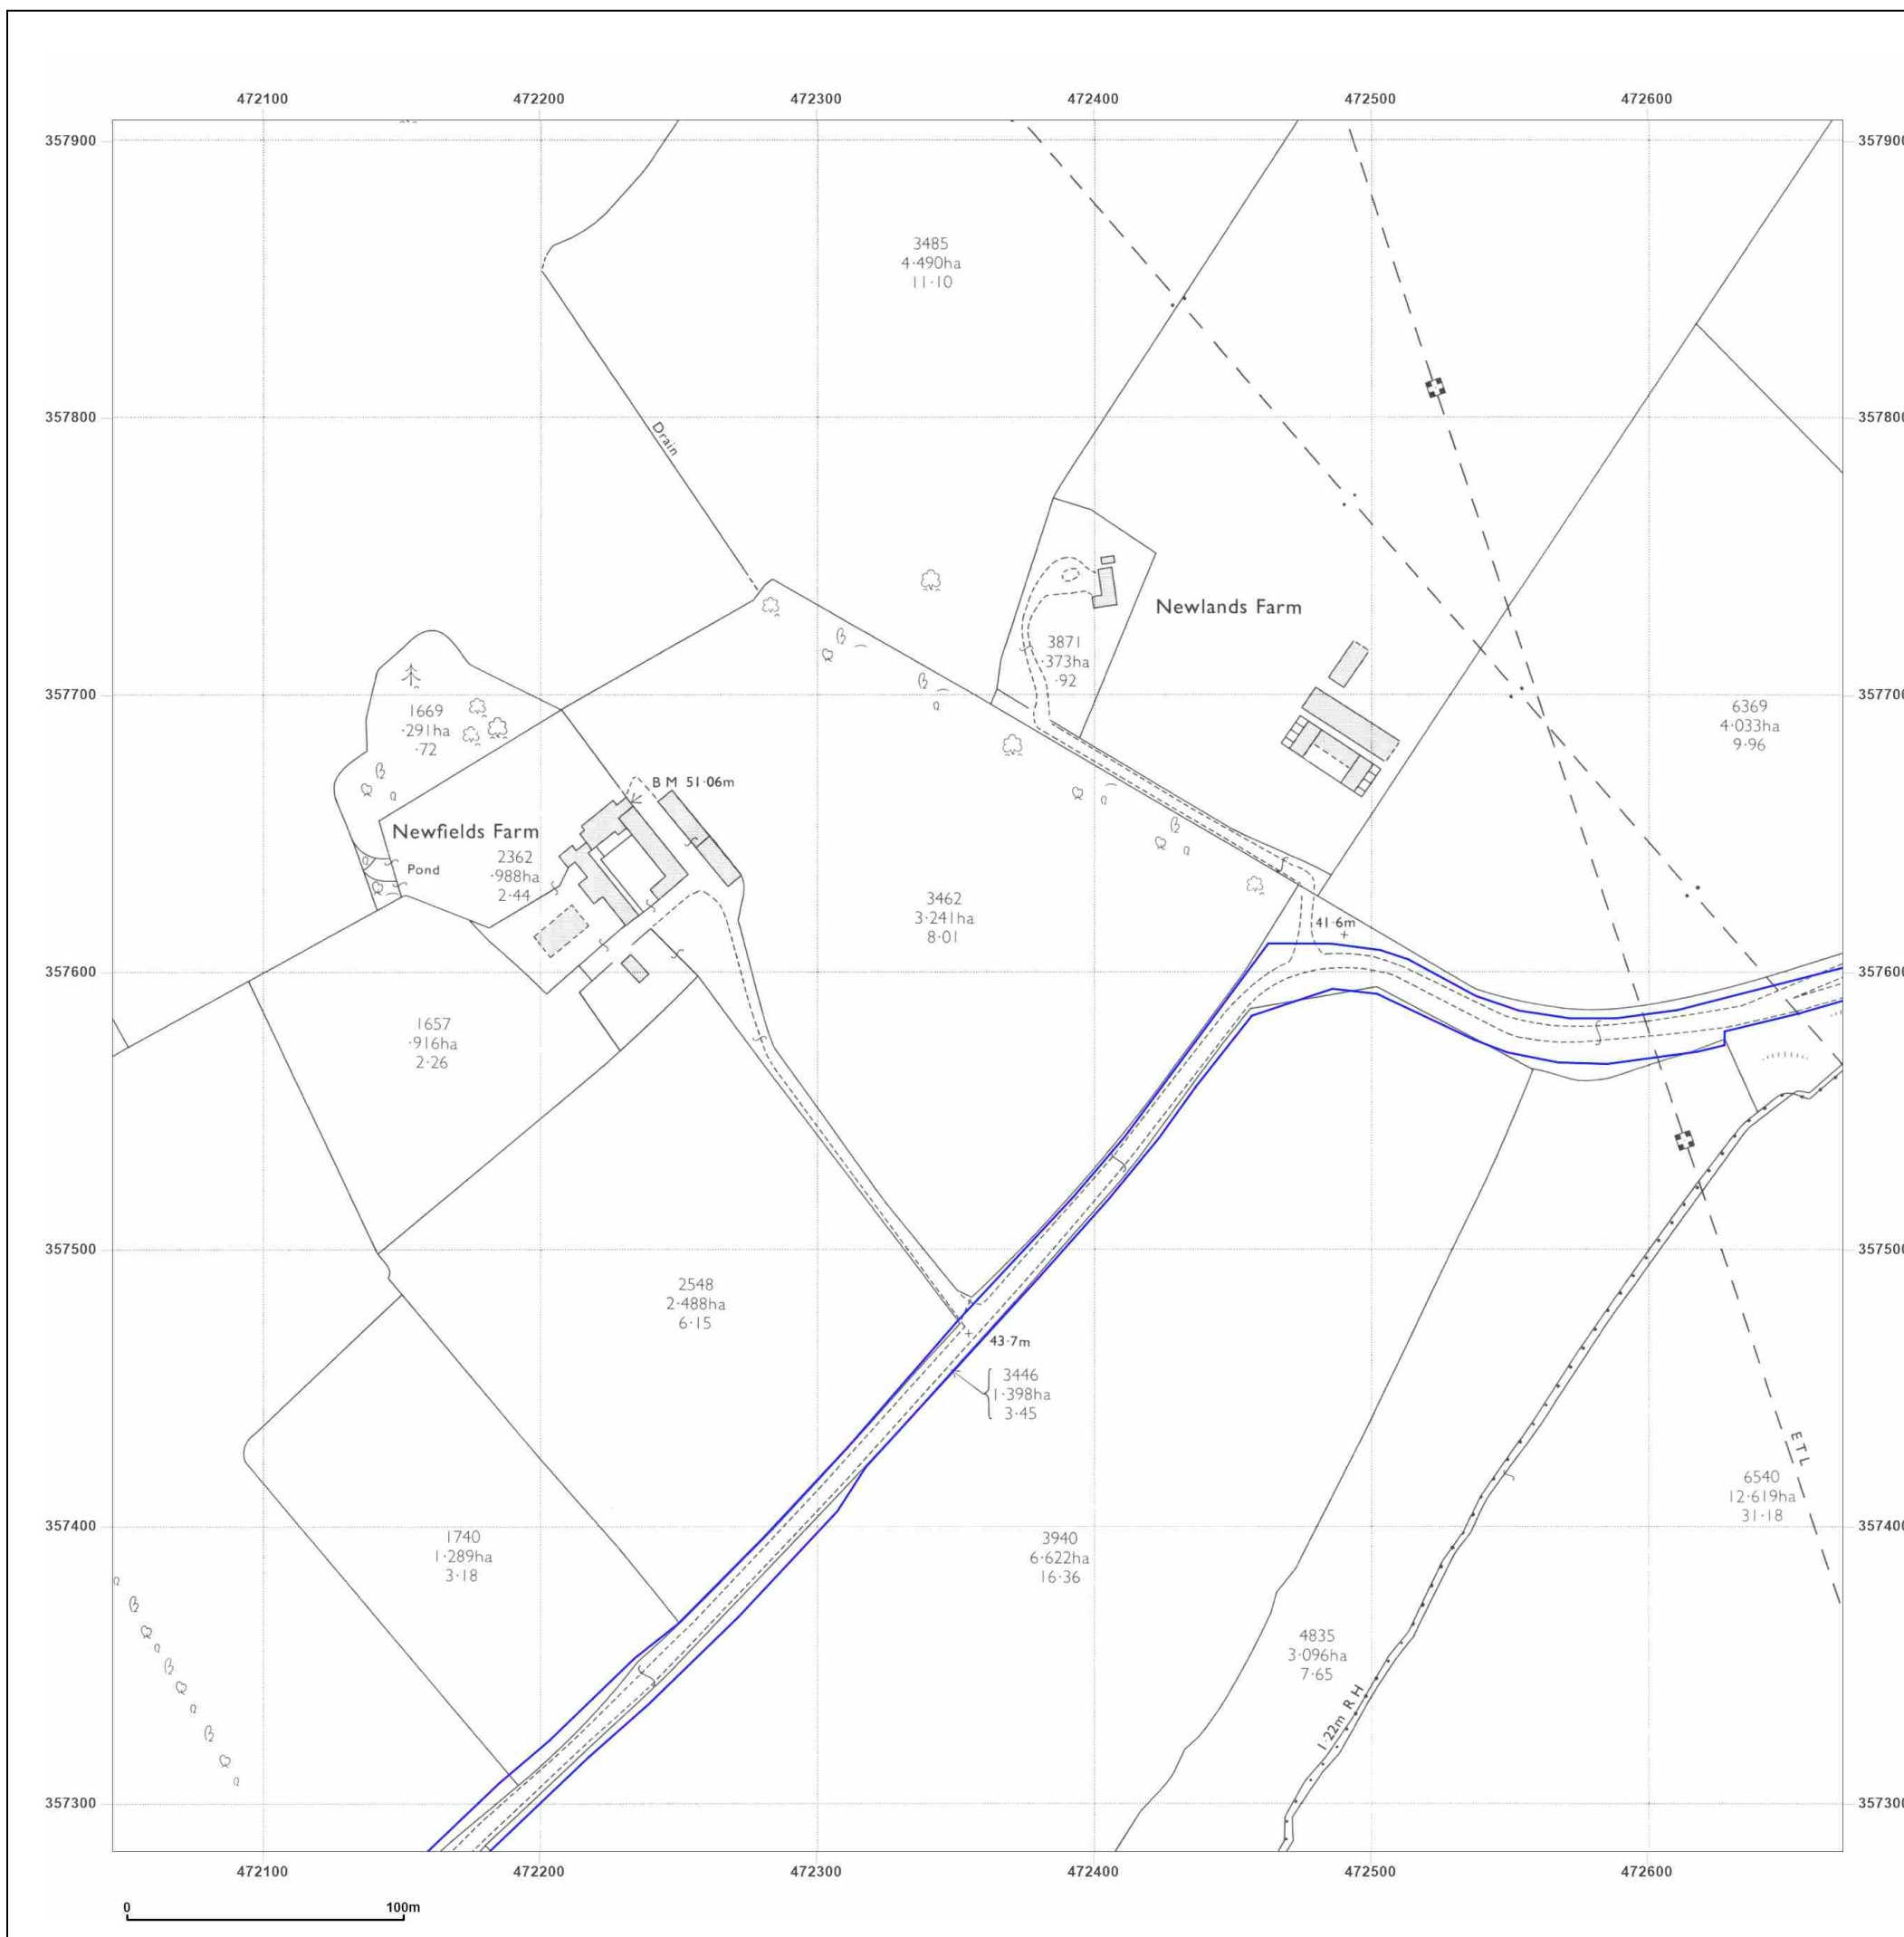 472100 472200 472300 472400 472500 472600
357900 357900
3485
4·490ha
11·10
357800 357800
Drain
Newlands Farm
3871
·373ha
·92
357700 357700
1669
·291ha
·72
6369
4·033ha
9·96
B M 51·06m
Newfields Farm
2362
·988ha
2·44
Pond
3462
3·241ha
8·01
41·6m
357600 357600
1657
·916ha
2·26
357500 357500
2548
2·488ha
6·15
43·7m
3446
1·398ha
3·45
E T L
6540
12·619ha
31·18
357400 357400
1740
1·289ha
3·18
3940
6·622ha
16·36
4835
3·096ha
7·65
1·22m R H
357300 357300
472100 472200 472300 472400 472500 472600
0 100m